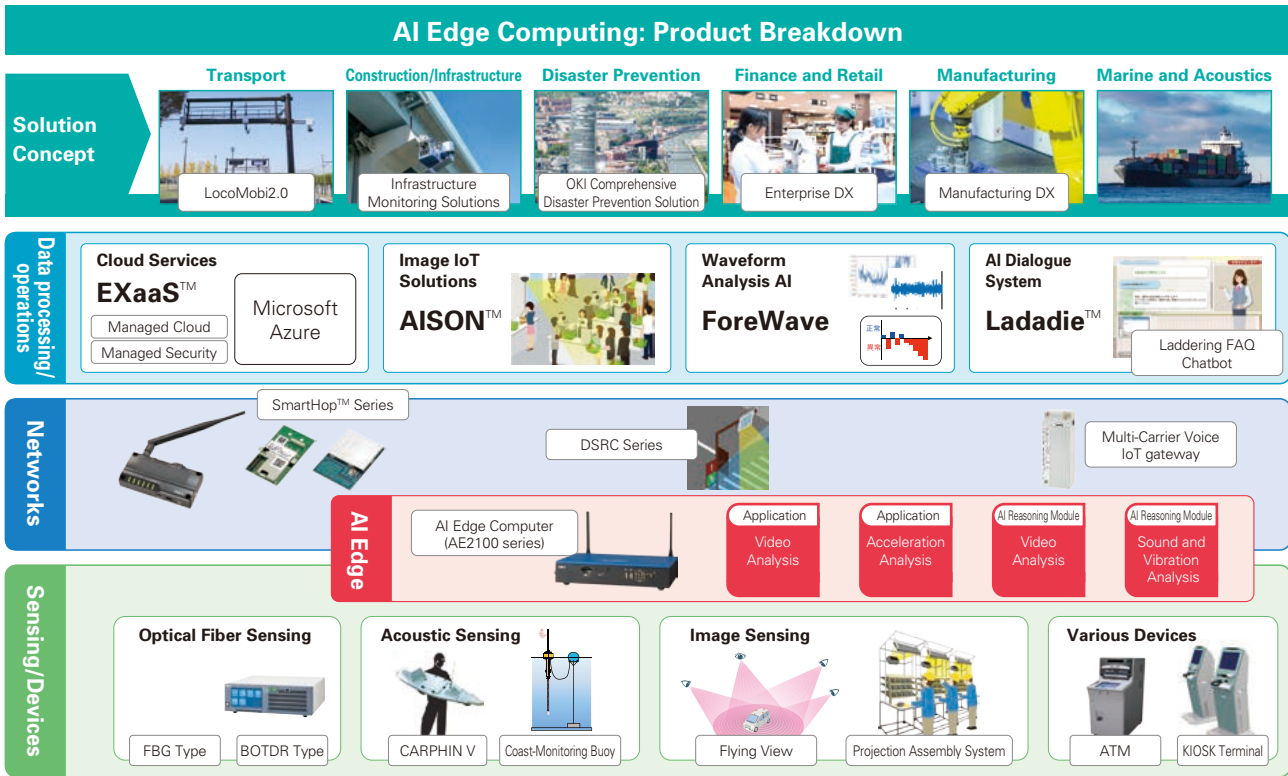 AI Edge Computing: Product Breakdown
Solution
Concept
Transport
LocoMobi2.0
Construction/Infrastructure
Infrastructure
Monitoring Solutions
Disaster Prevention
OKI Comprehensive
Disaster Prevention Solution
Finance and Retail
Enterprise DX
Manufacturing
Manufacturing DX
Marine and Acoustics
Data processing/
operations
Cloud Services
EXaaS™
Managed Cloud
Managed Security
Microsoft
Azure
Image IoT
Solutions
AISON™
Waveform
Analysis AI
ForeWave
正常
異常
AI Dialogue
System
Ladadie™
Laddering FAQ
Chatbot
Networks
SmartHop™ Series
DSRC Series
Multi-Carrier Voice
IoT gateway
AI Edge
AI Edge Computer
(AE2100 series)
Application
Video
Analysis
Application
Acceleration
Analysis
AI Reasoning Module
Video
Analysis
AI Reasoning Module
Sound and
Vibration
Analysis
Sensing/Devices
Optical Fiber Sensing
FBG Type
BOTDR Type
Acoustic Sensing
CARPHIN V
Coast-Monitoring Buoy
Image Sensing
Flying View
Projection Assembly System
Various Devices
ATM
KIOSK Terminal